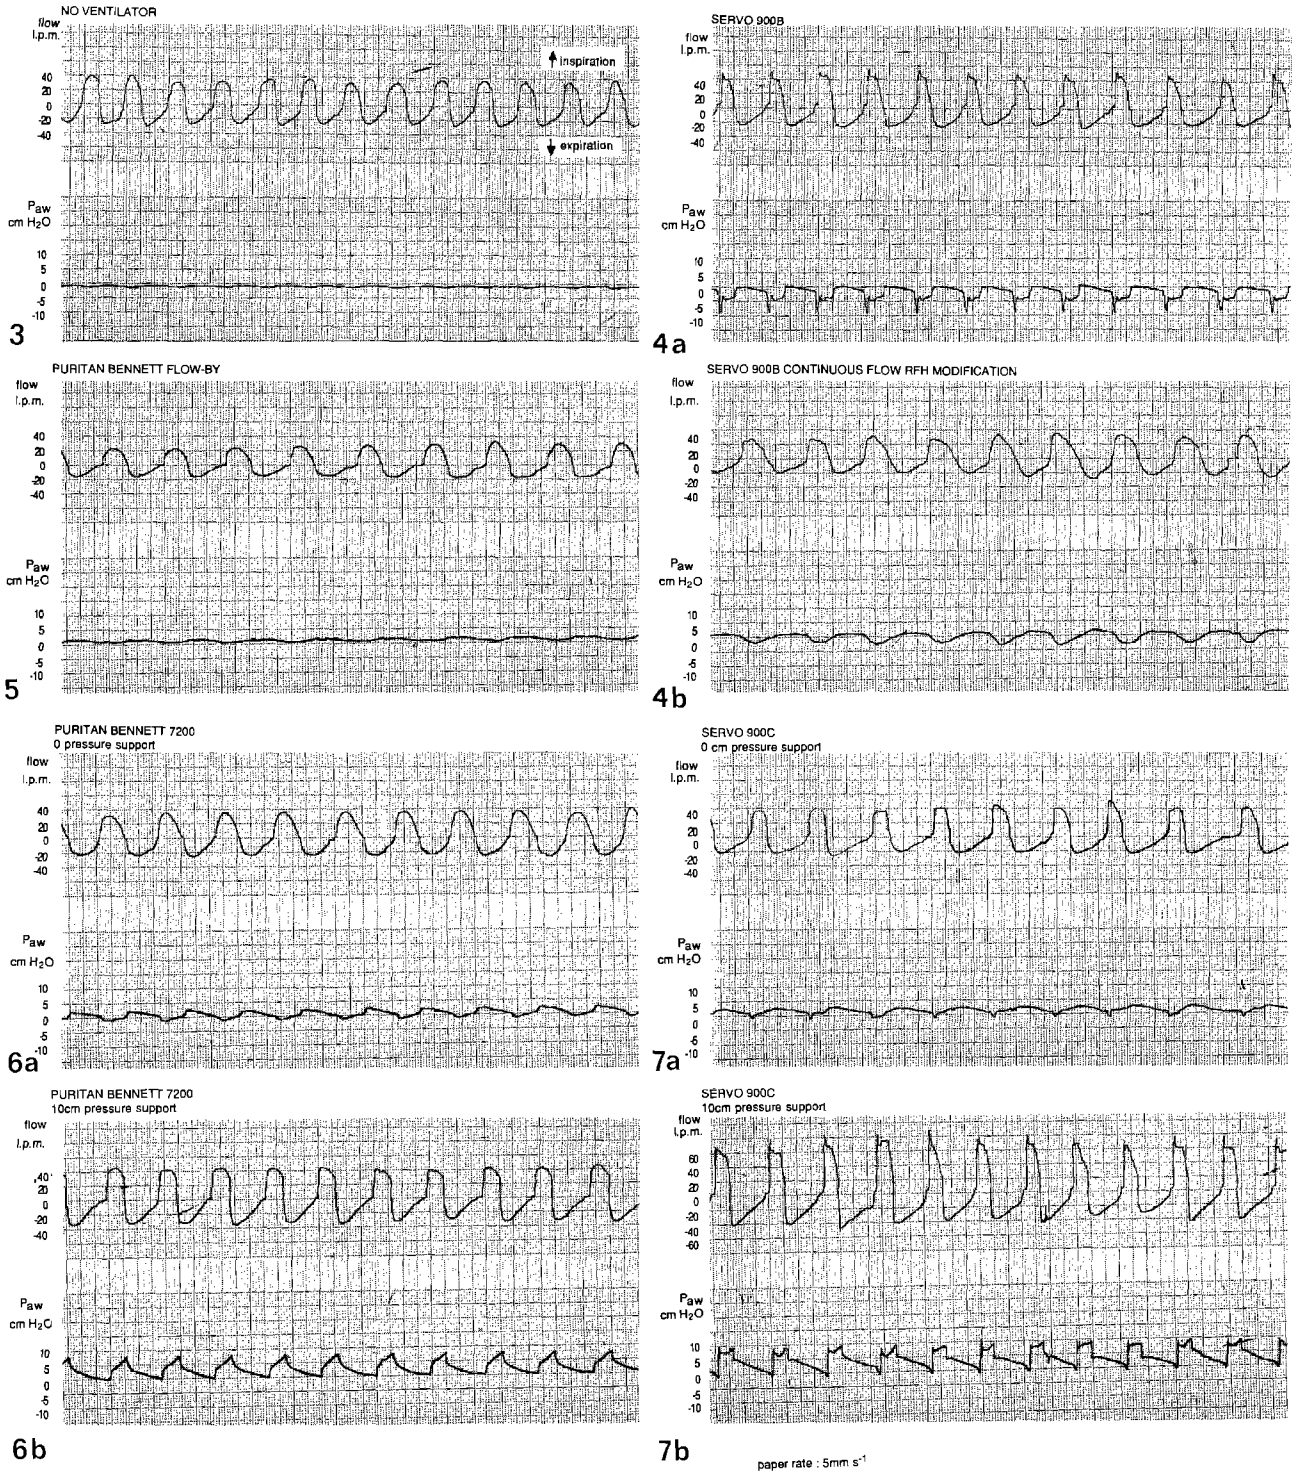 NO VENTILATOR
flow
l.p.m.
40
20
0
-20
-40
inspiration
expiration
Paw
cm H₂O
10
5
0
-5
-10
3
SERVO 900B
flow
l.p.m.
40
20
0
-20
-40
Paw
cm H₂O
10
5
0
-5
-10
4a
PURITAN BENNETT FLOW-BY
flow
l.p.m.
40
20
0
-20
-40
Paw
cm H₂O
10
5
0
-5
-10
5
SERVO 900B CONTINUOUS FLOW RFH MODIFICATION
flow
l.p.m.
40
20
0
-20
-40
Paw
cm H₂O
10
5
0
-5
-10
4b
PURITAN BENNETT 7200
0 pressure support
flow
l.p.m.
40
20
0
-20
-40
Paw
cm H₂O
10
5
0
-5
-10
6a
SERVO 900C
0 cm pressure support
flow
l.p.m.
40
20
0
-20
-40
Paw
cm H₂O
10
5
0
-5
-10
7a
PURITAN BENNETT 7200
10cm pressure support
flow
l.p.m.
40
20
0
-20
-40
Paw
cm H₂O
10
5
0
-5
-10
6b
SERVO 900C
10cm pressure support
flow
l.p.m.
60
40
20
0
-20
-40
-60
Paw
cm H₂O
10
5
0
-5
-10
7b
paper rate : 5mm s⁻¹